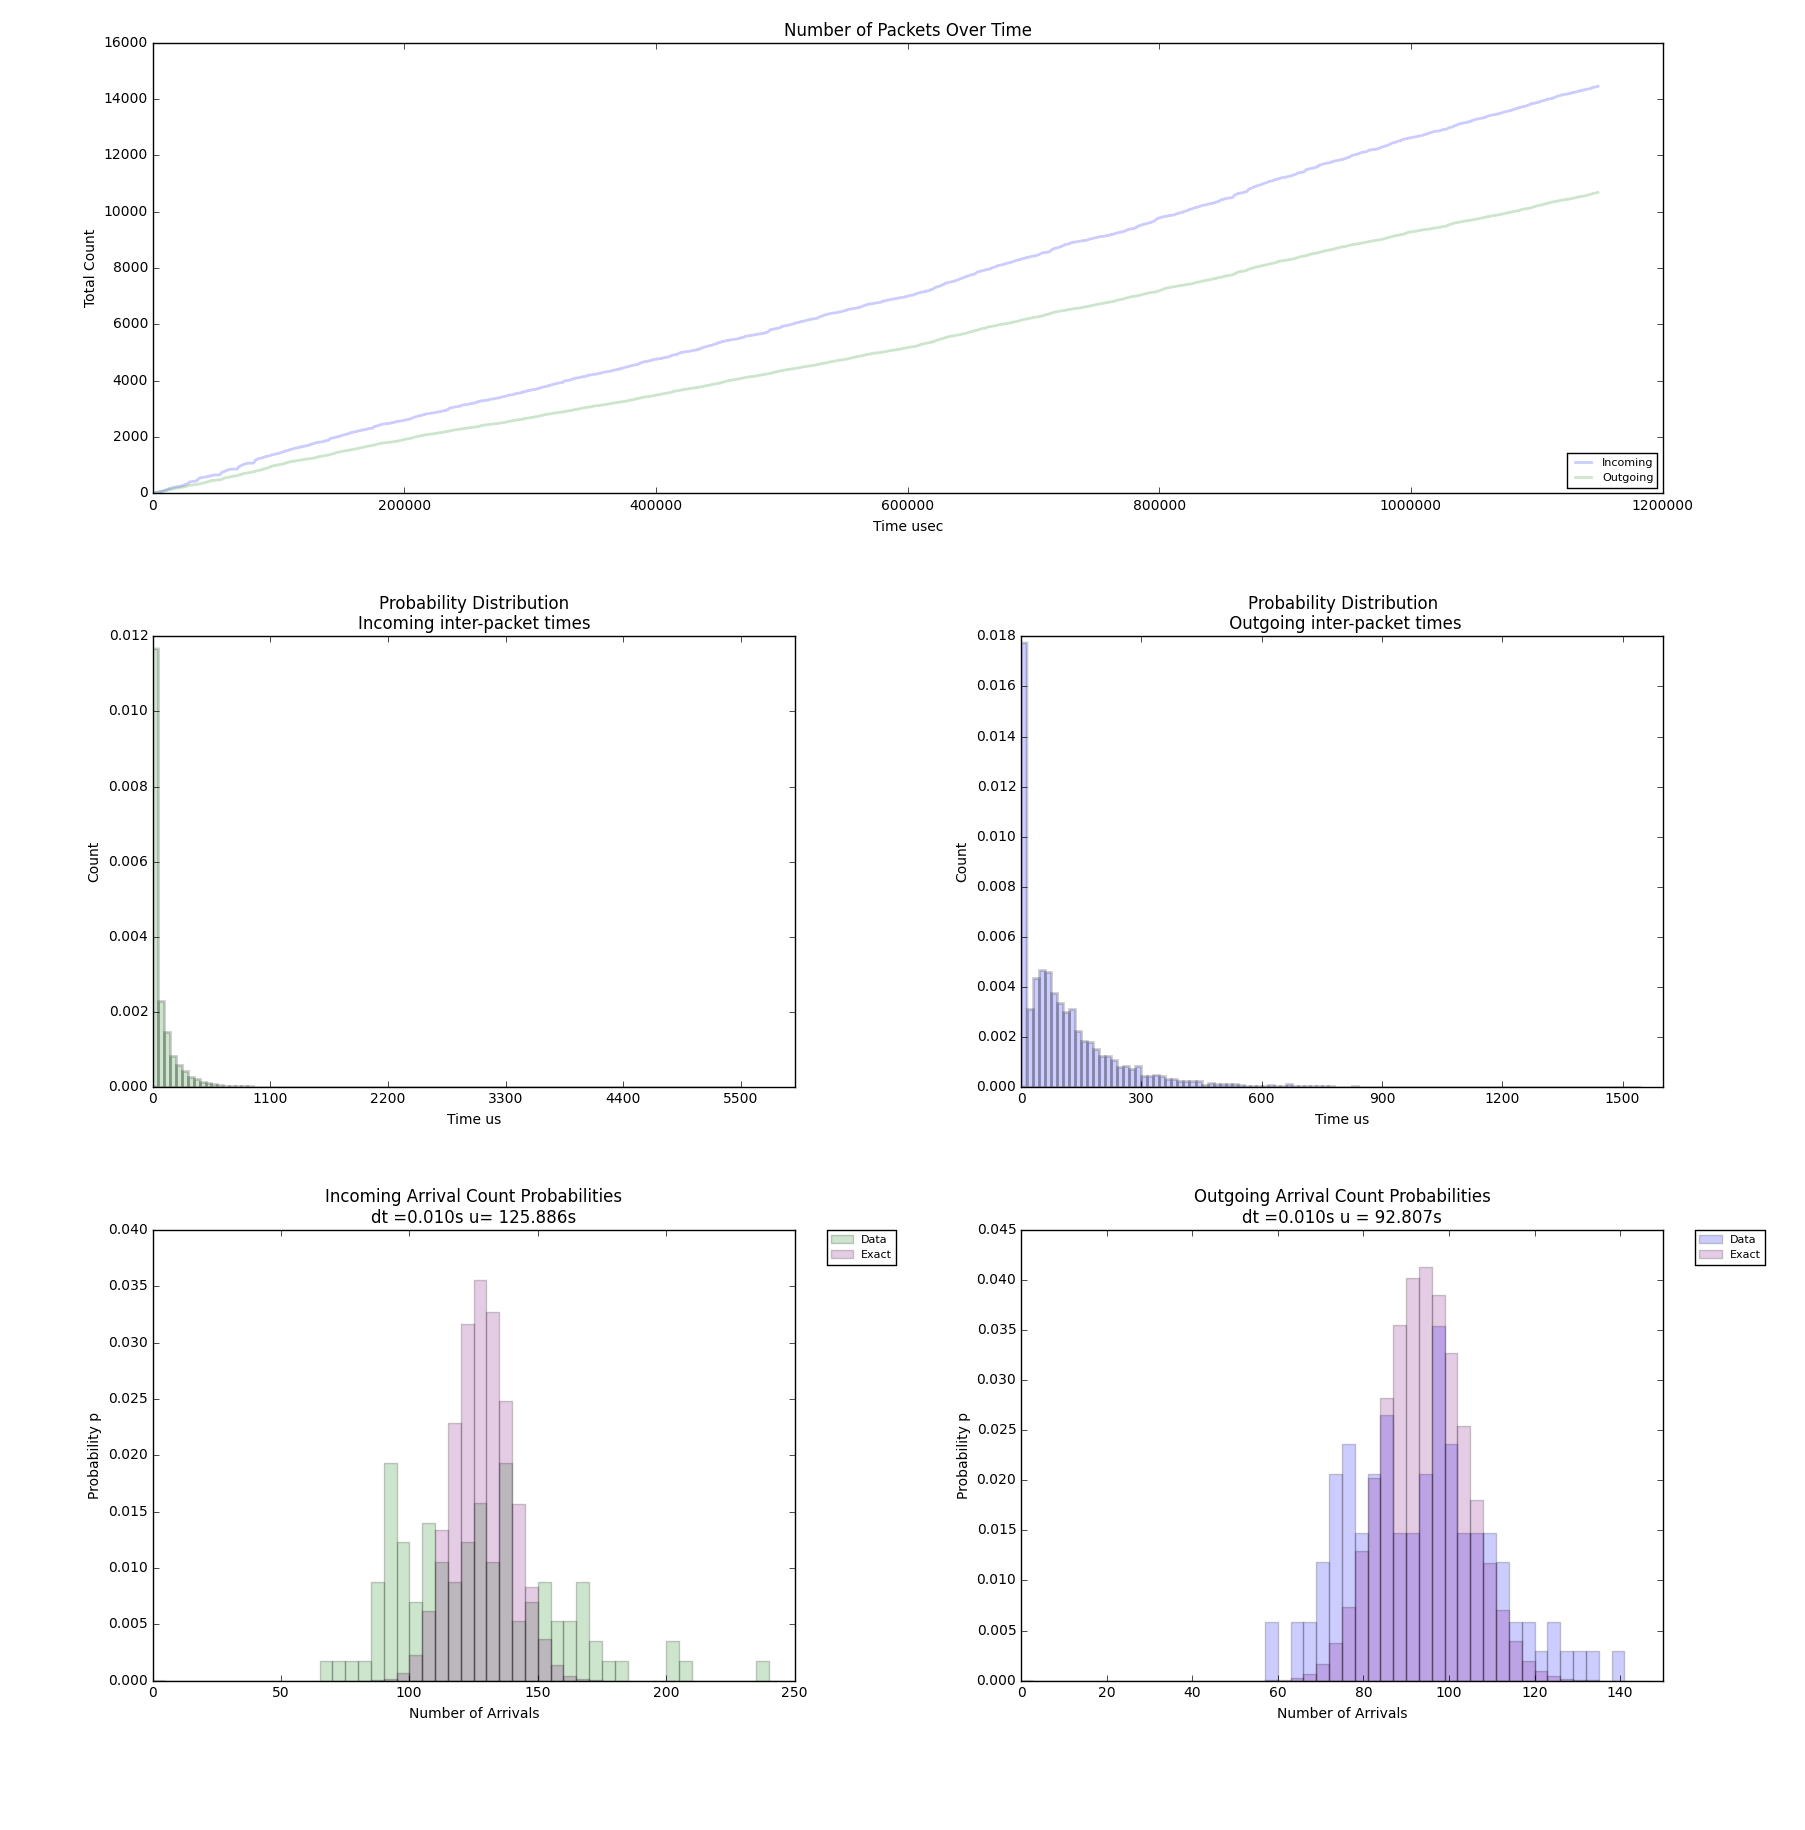 Number of Packets Over Time
16000
14000
12000
10000
8000
6000
4000
2000
0
Total Count
0 200000 400000 600000 800000 1000000 1200000
Time usec
Incoming
Outgoing
Probability Distribution
Incoming inter-packet times
0.012
0.010
0.008
0.006
0.004
0.002
0.000
Count
0 1100 2200 3300 4400 5500
Time us
Probability Distribution
Outgoing inter-packet times
0.018
0.016
0.014
0.012
0.010
0.008
0.006
0.004
0.002
0.000
Count
0 300 600 900 1200 1500
Time us
Incoming Arrival Count Probabilities
dt =0.010s u= 125.886s
0.040
0.035
0.030
0.025
0.020
0.015
0.010
0.005
0.000
Probability p
0 50 100 150 200 250
Number of Arrivals
Data
Exact
Outgoing Arrival Count Probabilities
dt =0.010s u = 92.807s
0.045
0.040
0.035
0.030
0.025
0.020
0.015
0.010
0.005
0.000
Probability p
0 20 40 60 80 100 120 140
Number of Arrivals
Data
Exact